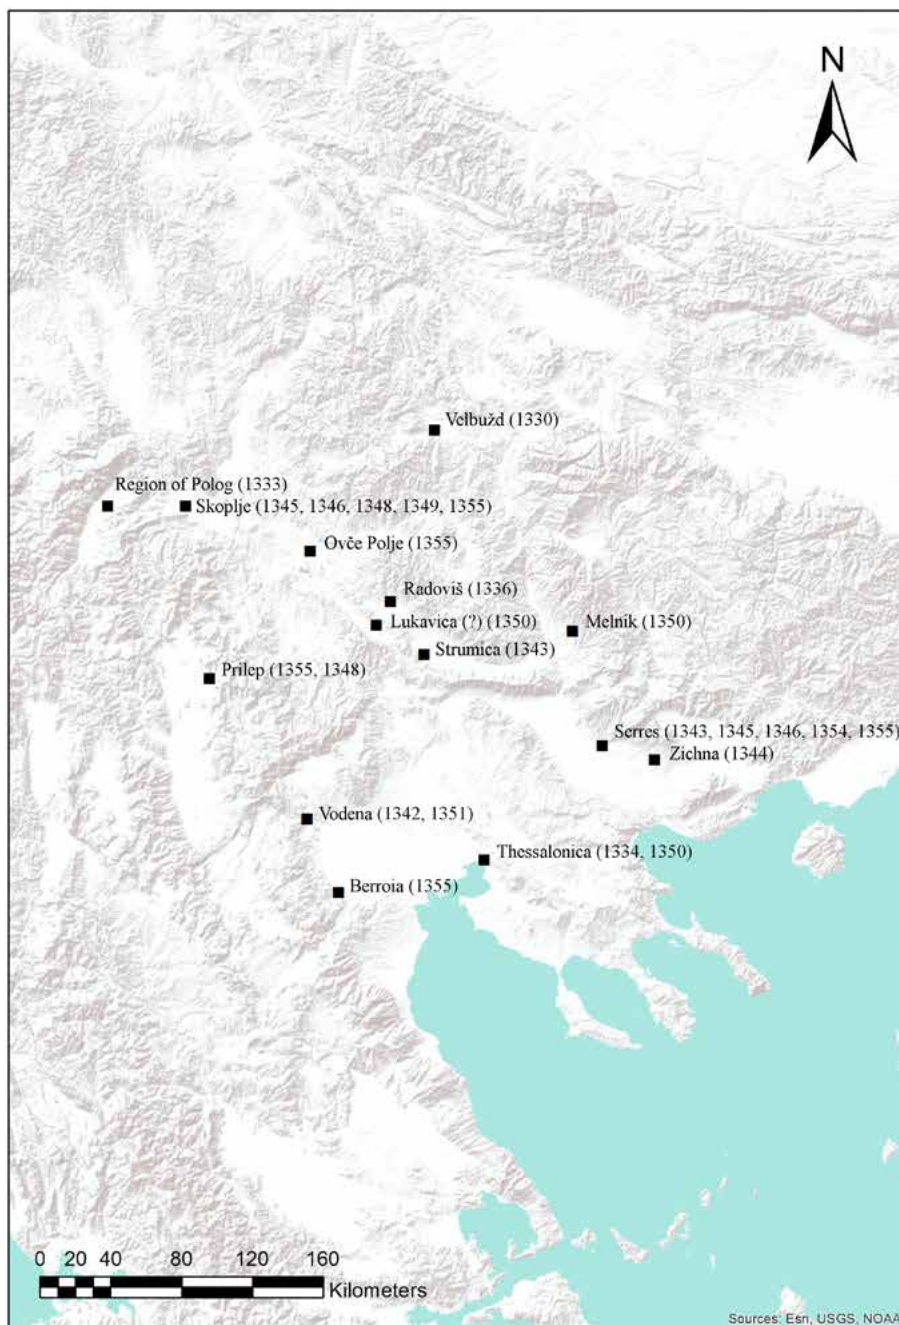 N
Velbužd (1330)
Region of Polog (1333)
Skoplje (1345, 1346, 1348, 1349, 1355)
Ovče Polje (1355)
Radoviš (1336)
Lukavica (?) (1350)
Melnik (1350)
Strumica (1343)
Prilep (1355, 1348)
Serres (1343, 1345, 1346, 1354, 1355)
Zichna (1344)
Vodena (1342, 1351)
Thessalonica (1334, 1350)
Berroia (1355)
0 20 40 80 120 160
Kilometers
Sources: Esri, USGS, NOAA